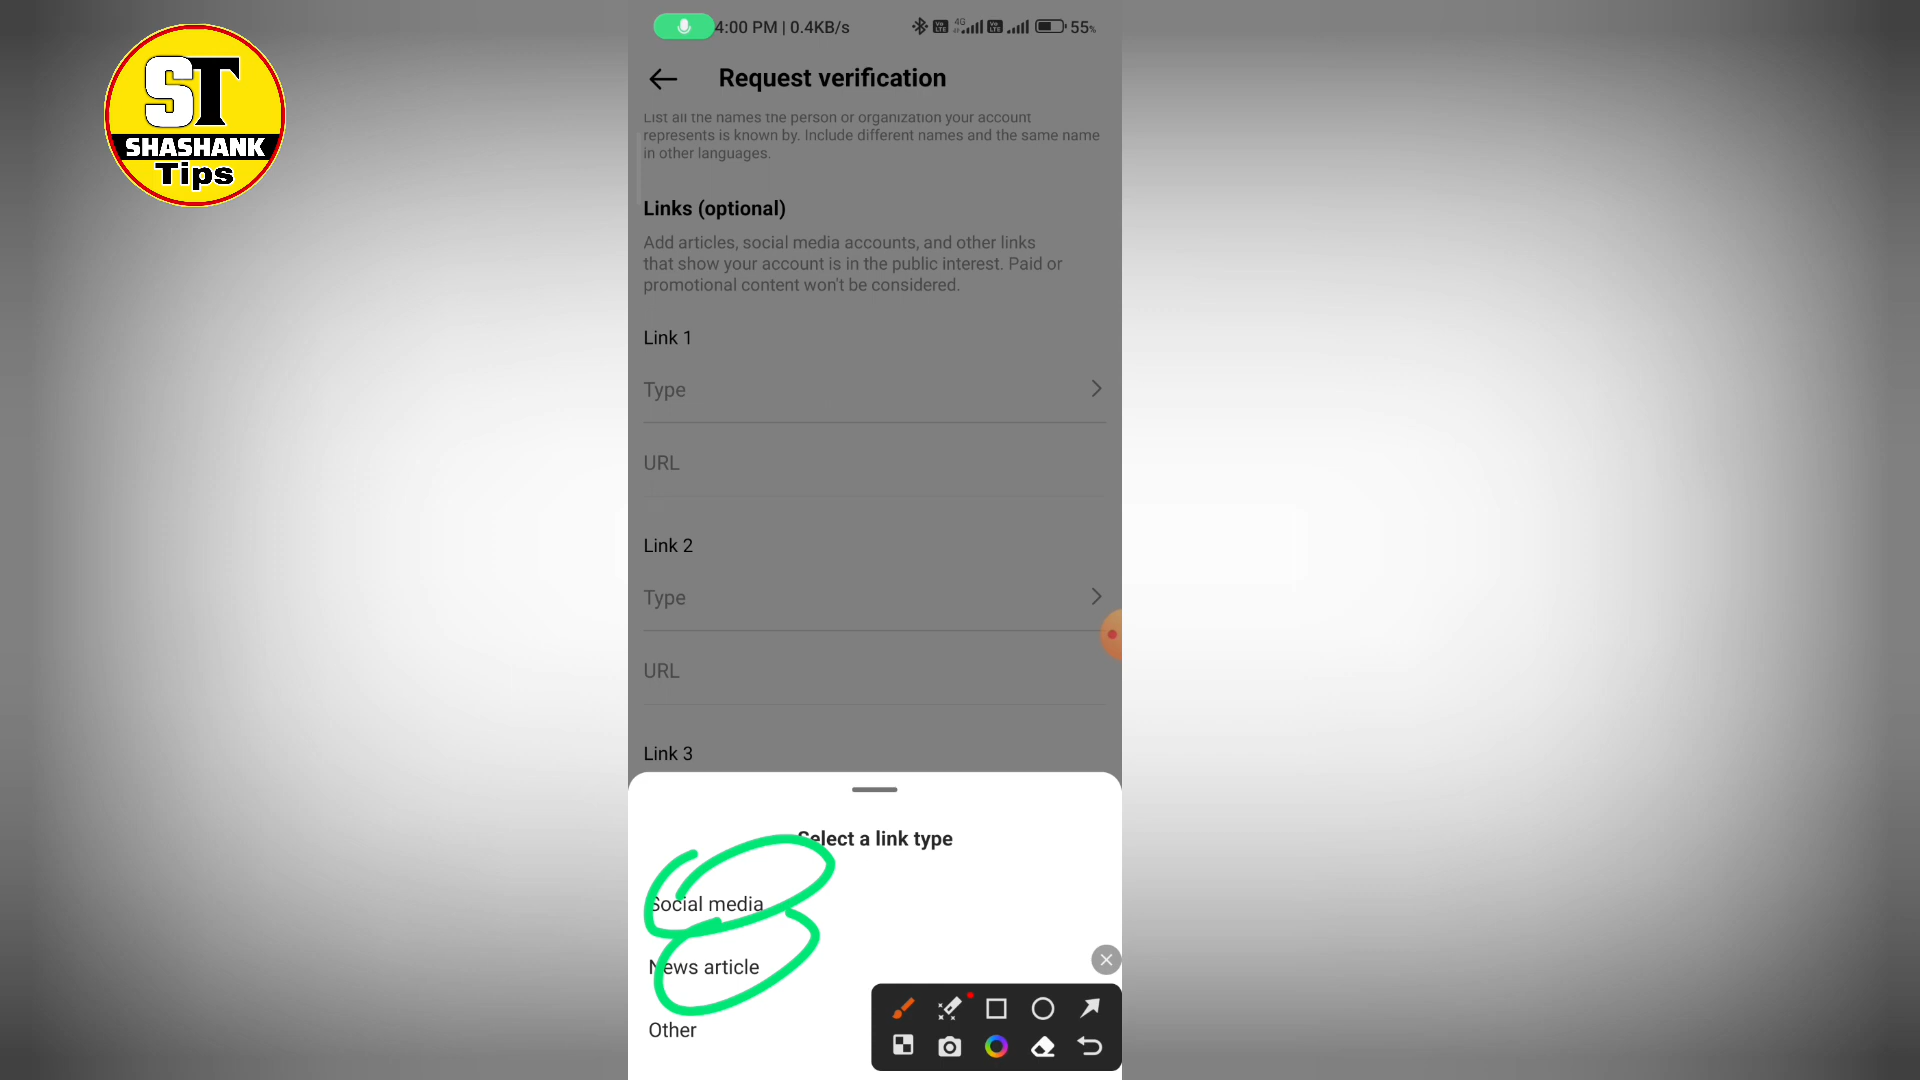 ST
SHASHANK
Tips
4:00 PM | 0.4KB/s
4G
55%
Request verification
List all the names the person or organization your account
represents is known by. Include different names and the same name
in other languages.
Links (optional)
Add articles, social media accounts, and other links
that show your account is in the public interest. Paid or
promotional content won't be considered.
Link 1
Type
URL
Link 2
Type
URL
Link 3
Select a link type
Social media
News article
Other